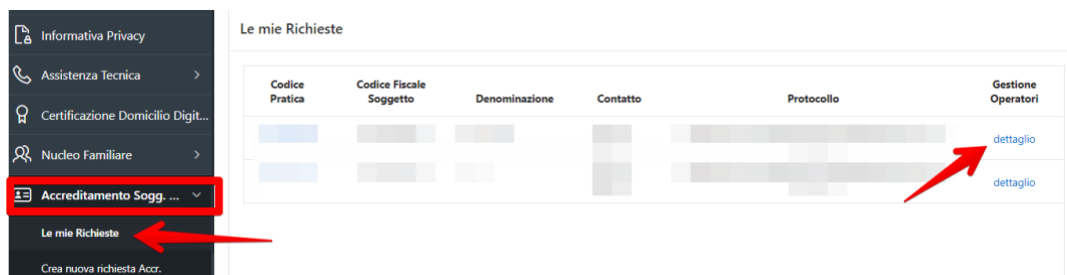 Informativa Privacy
Assistenza Tecnica
Certificazione Domicilio Digit...
Nucleo Familiare
Accreditamento Sogg. ...
Le mie Richieste
Crea nuova richiesta Accr.
Le mie Richieste
Codice Pratica
Codice Fiscale Soggetto
Denominazione
Contatto
Protocollo
Gestione Operatori
dettaglio
dettaglio